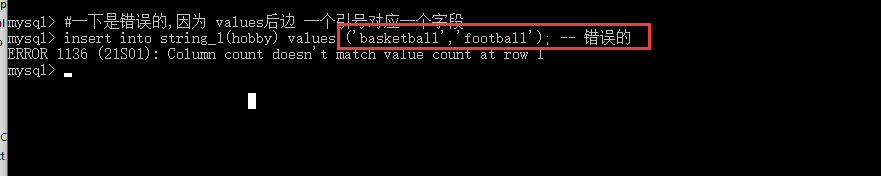 mysql> #一下是错误的,因为 values后边 一个引号对应一个字段
mysql> insert into string_1(hobby) values ('basketball','football'); -- 错误的
ERROR 1136 (21S01): Column count doesn't match value count at row 1
mysql>